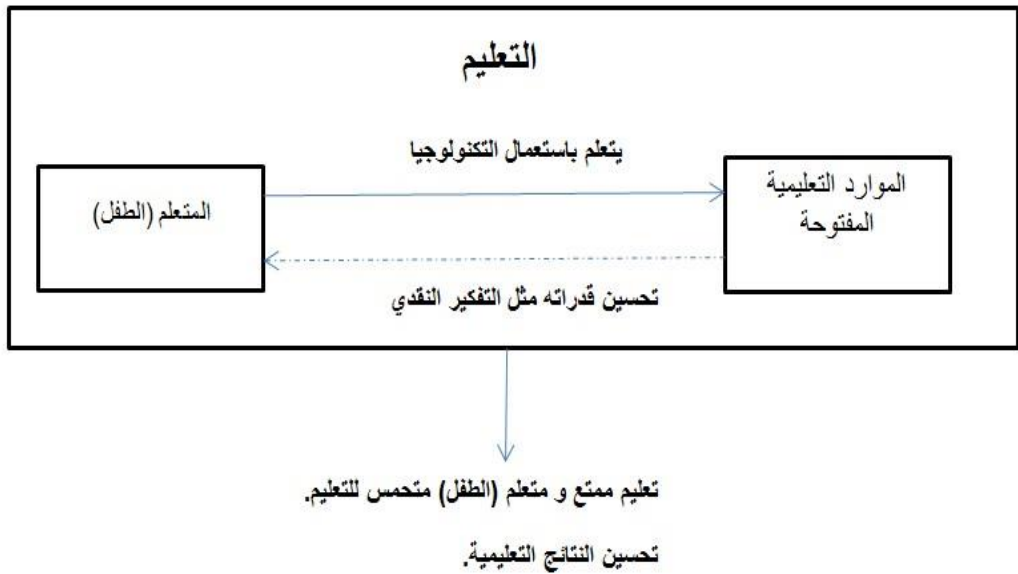 التعليم
يتعلم باستعمال التكنولوجيا
الموارد التعليمية
المفتوحة
المتعلم (الطفل)
تحسين قدراته مثل التفكير النقدي
تعليم ممتع و متعلم (الطفل) متحمس للتعليم.
تحسين النتائج التعليمية.